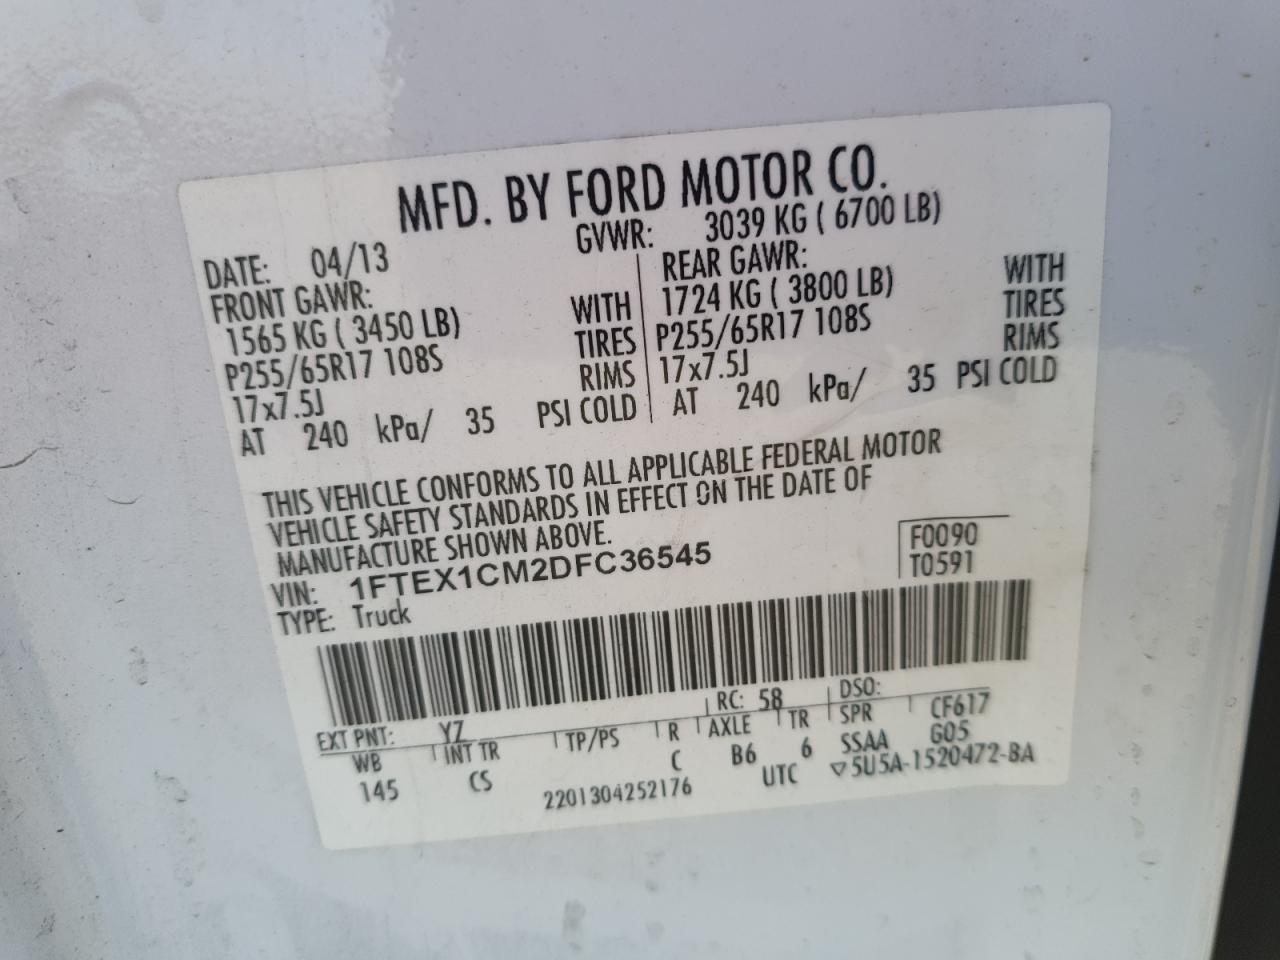 MFD. BY FORD MOTOR CO.
DATE: 04/13 GVWR: 3039 KG ( 6700 LB)
FRONT GAWR: REAR GAWR:
1565 KG ( 3450 LB) WITH 1724 KG ( 3800 LB) WITH
P255/65R17 108S TIRES P255/65R17 108S TIRES
17x7.5J RIMS 17x7.5J RIMS
AT 240 kPa/ 35 PSI COLD AT 240 kPa/ 35 PSI COLD
THIS VEHICLE CONFORMS TO ALL APPLICABLE FEDERAL MOTOR
VEHICLE SAFETY STANDARDS IN EFFECT ON THE DATE OF
MANUFACTURE SHOWN ABOVE.
VIN: 1FTEX1CM2DFC36545 F0090
TYPE: Truck T0591
EXT PNT: YZ RC: 58 DSO:
WB INT TR TP/PS R AXLE TR SPR CF617
145 CS C B6 6 SSAA G05
2201304252176 UTC ▽5U5A-1520472-BA